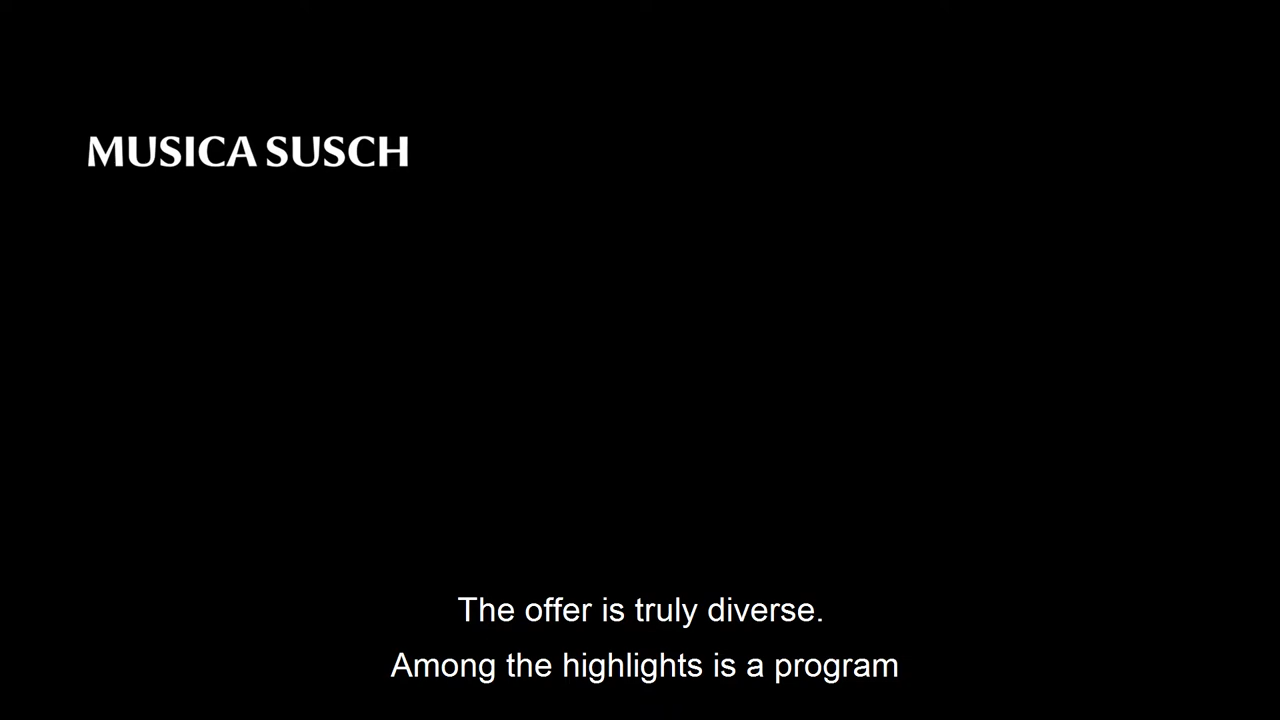 MUSICA SUSCH
The offer is truly diverse.
Among the highlights is a program